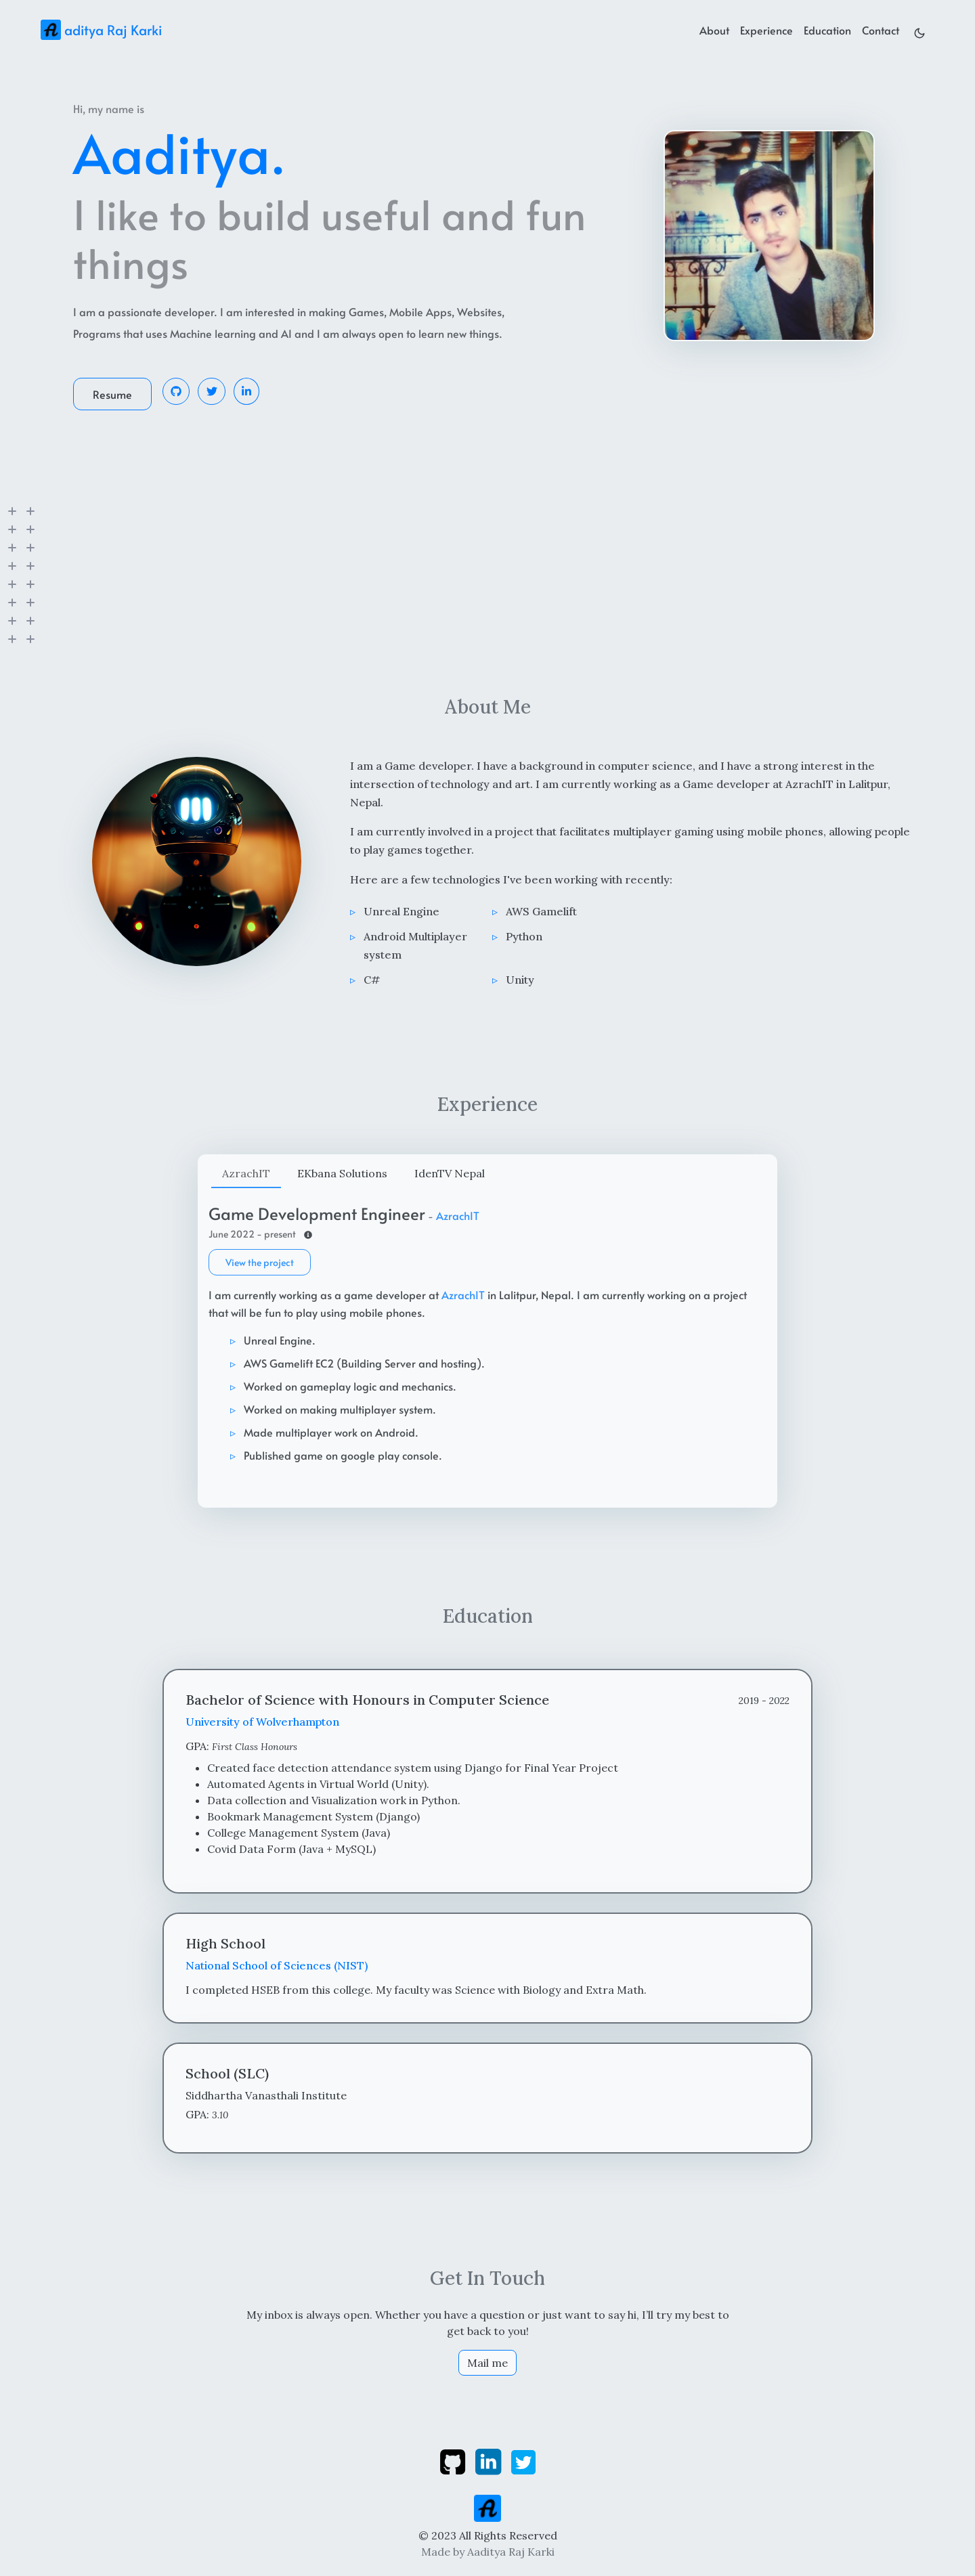 A aditya Raj Karki
About Experience Education Contact
Hi, my name is
Aaditya.
I like to build useful and fun
things
I am a passionate developer. I am interested in making Games, Mobile Apps, Websites,
Programs that uses Machine learning and AI and I am always open to learn new things.
Resume
About Me
I am a Game developer. I have a background in computer science, and I have a strong interest in the
intersection of technology and art. I am currently working as a Game developer at AzrachIT in Lalitpur,
Nepal.
I am currently involved in a project that facilitates multiplayer gaming using mobile phones, allowing people
to play games together.
Here are a few technologies I've been working with recently:
▹ Unreal Engine ▹ AWS Gamelift
▹ Android Multiplayer ▹ Python
system
▹ C# ▹ Unity
Experience
AzrachIT EKbana Solutions IdenTV Nepal
Game Development Engineer - AzrachIT
June 2022 - present
View the project
I am currently working as a game developer at AzrachIT in Lalitpur, Nepal. I am currently working on a project
that will be fun to play using mobile phones.
▹ Unreal Engine.
▹ AWS Gamelift EC2 (Building Server and hosting).
▹ Worked on gameplay logic and mechanics.
▹ Worked on making multiplayer system.
▹ Made multiplayer work on Android.
▹ Published game on google play console.
Education
Bachelor of Science with Honours in Computer Science 2019 - 2022
University of Wolverhampton
GPA: First Class Honours
• Created face detection attendance system using Django for Final Year Project
• Automated Agents in Virtual World (Unity).
• Data collection and Visualization work in Python.
• Bookmark Management System (Django)
• College Management System (Java)
• Covid Data Form (Java + MySQL)
High School
National School of Sciences (NIST)
I completed HSEB from this college. My faculty was Science with Biology and Extra Math.
School (SLC)
Siddhartha Vanasthali Institute
GPA: 3.10
Get In Touch
My inbox is always open. Whether you have a question or just want to say hi, I'll try my best to
get back to you!
Mail me
A
© 2023 All Rights Reserved
Made by Aaditya Raj Karki